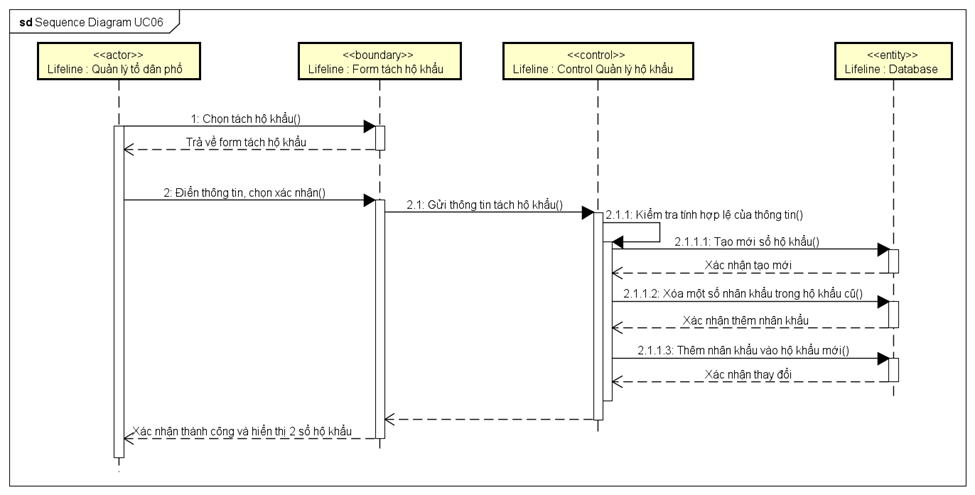 sd Sequence Diagram UC06
<<actor>>
Lifeline : Quản lý tổ dân phố
<<boundary>>
Lifeline : Form tách hộ khẩu
<<control>>
Lifeline : Control Quản lý hộ khẩu
<<entity>>
Lifeline : Database
1: Chọn tách hộ khẩu()
Trả về form tách hộ khẩu
2: Điền thông tin, chọn xác nhận()
2.1: Gửi thông tin tách hộ khẩu()
2.1.1: Kiểm tra tính hợp lệ của thông tin()
2.1.1.1: Tạo mới sổ hộ khẩu()
Xác nhận tạo mới
2.1.1.2: Xóa một số nhân khẩu trong hộ khẩu cũ()
Xác nhận thêm nhân khẩu
2.1.1.3: Thêm nhân khẩu vào hộ khẩu mới()
Xác nhận thay đổi
Xác nhận thành công và hiển thị 2 sổ hộ khẩu